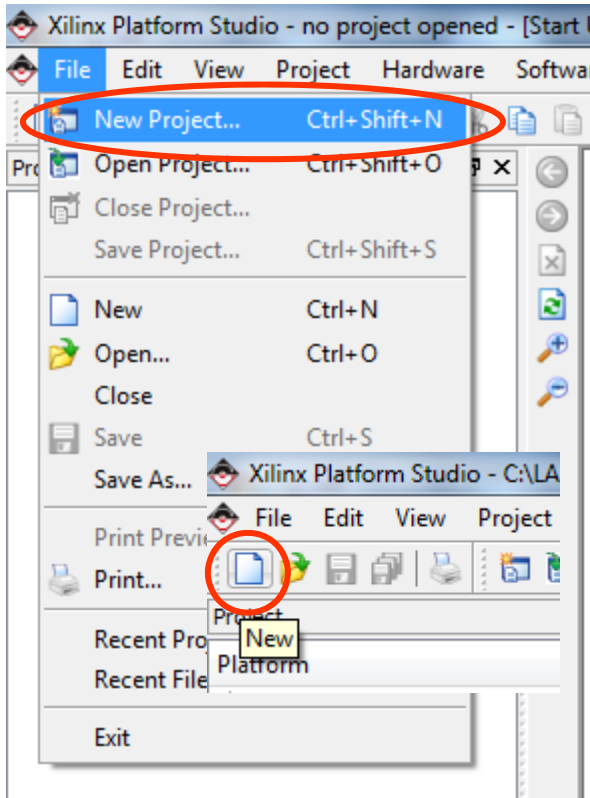 Xilinx Platform Studio - no project opened - [Start
File Edit View Project Hardware Softwa
New Project... Ctrl+Shift+N
Open Project... Ctrl+Shift+O
Close Project...
Save Project... Ctrl+Shift+S
New Ctrl+N
Open... Ctrl+O
Close
Save Ctrl+S
Save As...
Print Previe
Print...
Recent Pro
Recent File
Exit
Xilinx Platform Studio - C:\LA
File Edit View Project
Project
New
Platform